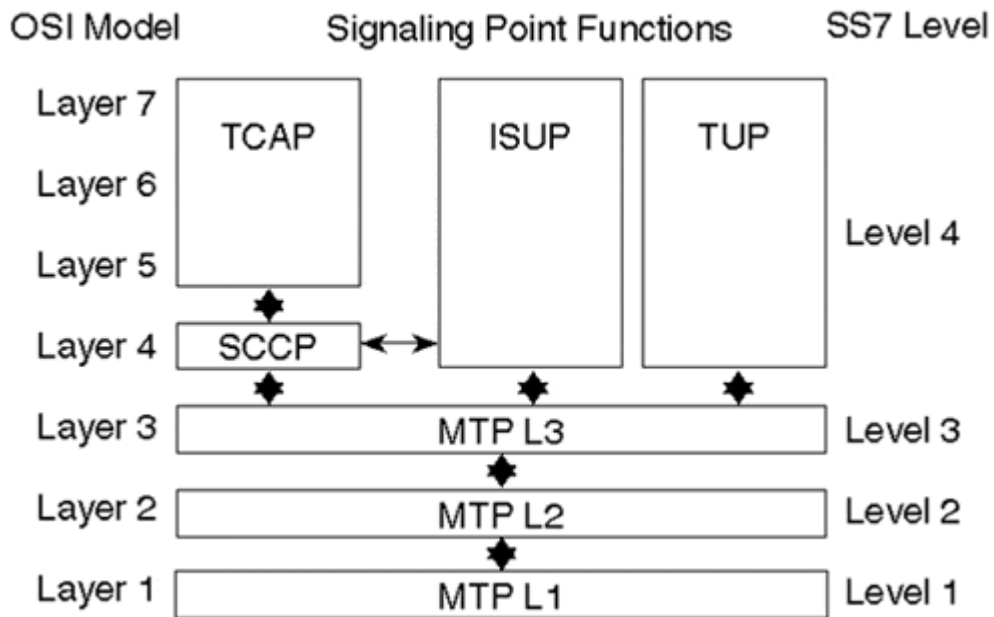 OSI Model Signaling Point Functions SS7 Level
Layer 7
TCAP ISUP TUP
Layer 6
Layer 5 Level 4
Layer 4 SCCP
Layer 3 MTP L3 Level 3
Layer 2 MTP L2 Level 2
Layer 1 MTP L1 Level 1